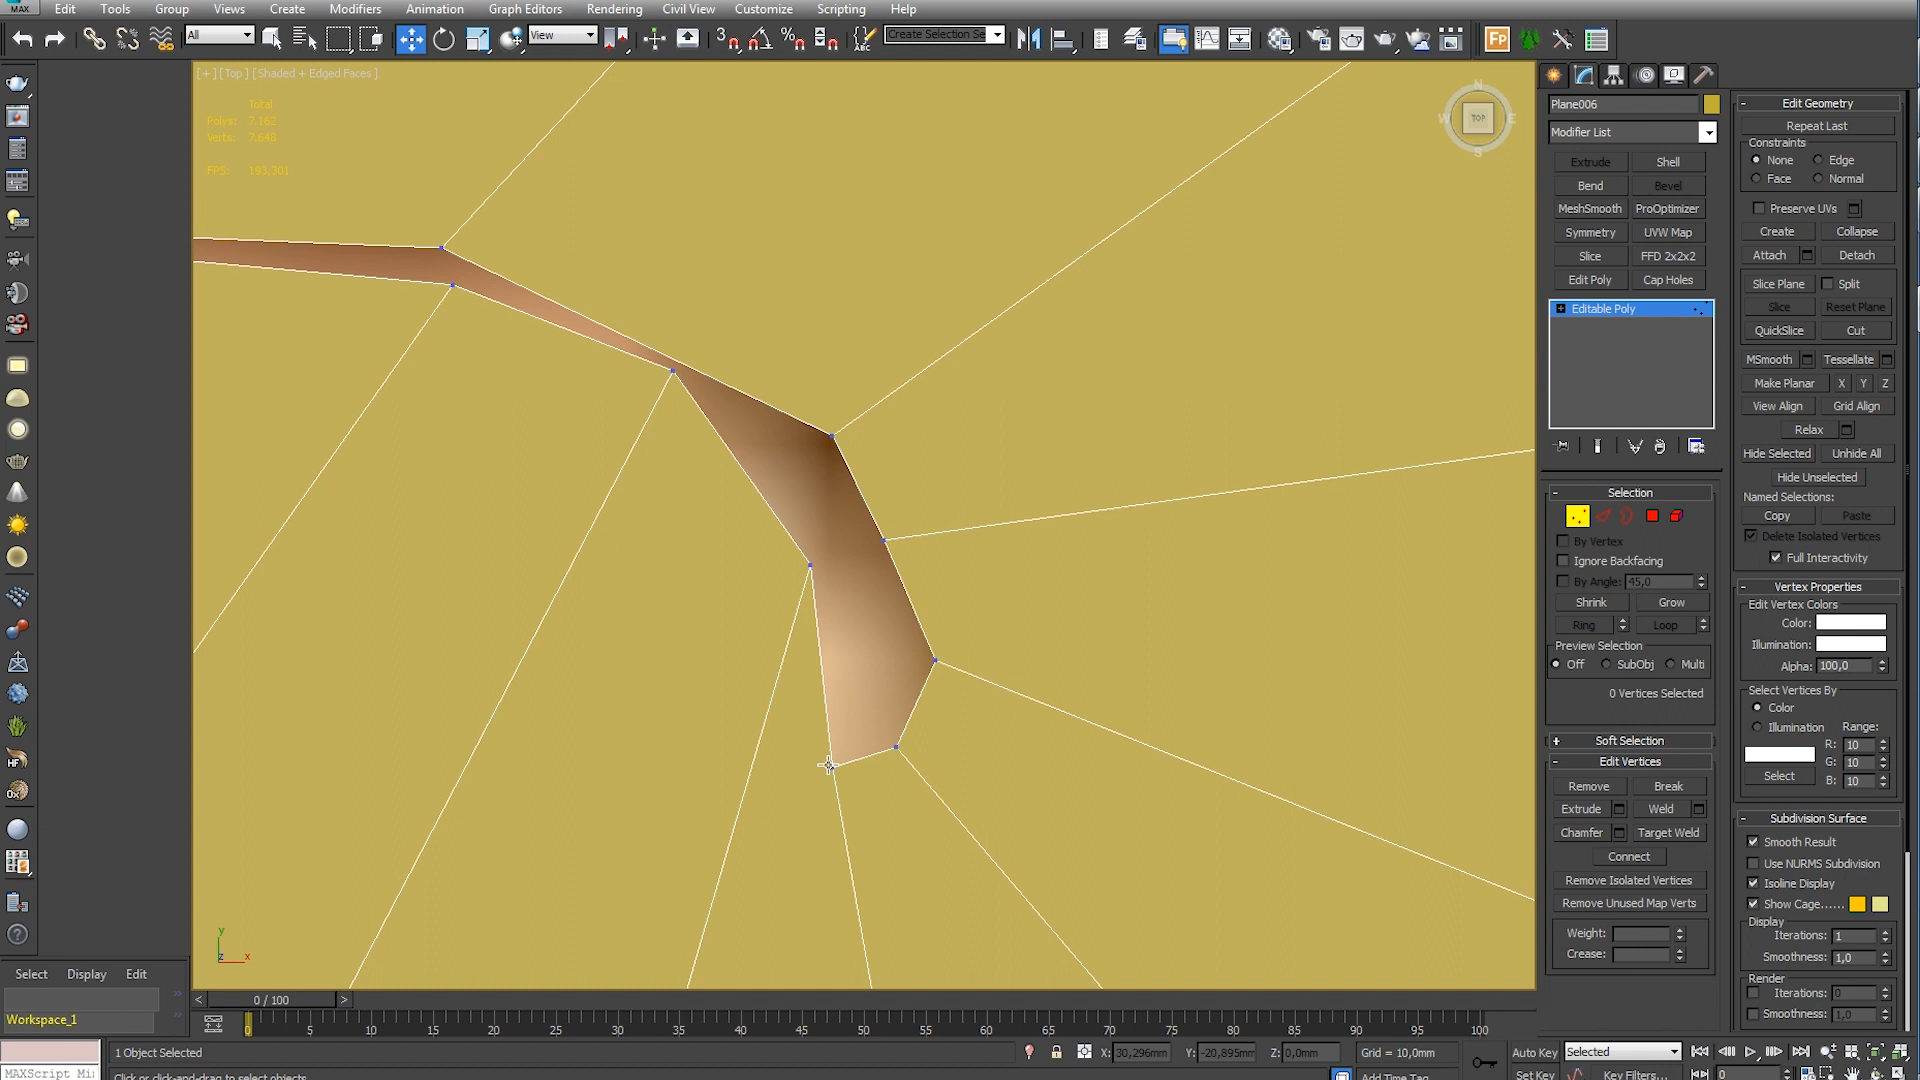 MAX Edit Tools Group Views Create Modifiers Animation Graph Editors Rendering Civil View Customize Scripting Help
All View 3 % ABC Create Selection Se Fp
[+] [Top] [Shaded + Edged Faces]
Total
Polys: 7.162
Verts: 7.648
FPS: 193,301
N
W TOP E
S
Plane006
Modifier List
Extrude Shell
Bend Bevel
MeshSmooth ProOptimizer
Symmetry UVW Map
Slice FFD 2x2x2
Edit Poly Cap Holes
Editable Poly
- Selection
By Vertex
Ignore Backfacing
By Angle: 45,0
Shrink Grow
Ring Loop
Preview Selection
Off SubObj Multi
0 Vertices Selected
+ Soft Selection
- Edit Vertices
Remove Break
Extrude Weld
Chamfer Target Weld
Connect
Remove Isolated Vertices
Remove Unused Map Verts
Weight:
Crease:
- Edit Geometry
Repeat Last
Constraints
None Edge
Face Normal
Preserve UVs
Create Collapse
Attach Detach
Slice Plane Split
Slice Reset Plane
QuickSlice Cut
MSmooth Tessellate
Make Planar X Y Z
View Align Grid Align
Relax
Hide Selected Unhide All
Hide Unselected
Named Selections:
Copy Paste
Delete Isolated Vertices
Full Interactivity
- Vertex Properties
Edit Vertex Colors
Color:
Illumination:
Alpha: 100,0
Select Vertices By
Color
Illumination Range:
R: 10
G: 10
Select B: 10
- Subdivision Surface
Smooth Result
Use NURMS Subdivision
Isoline Display
Show Cage......
Display
Iterations: 1
Smoothness: 1,0
Render
Iterations: 0
Smoothness: 1,0
HF
OX
?
y
z x
Select Display Edit
Workspace_1
< 0 / 100 >
0 5 10 15 20 25 30 35 40 45 50 55 60 65 70 75 80 85 90 95 100
1 Object Selected X: 30,296mm Y: -20,895mm Z: 0,0mm Grid = 10,0mm Auto Key Selected
MAXScript Mi Click or click-and-drag to select objects Add Time Tag Set Key Key Filters... 0